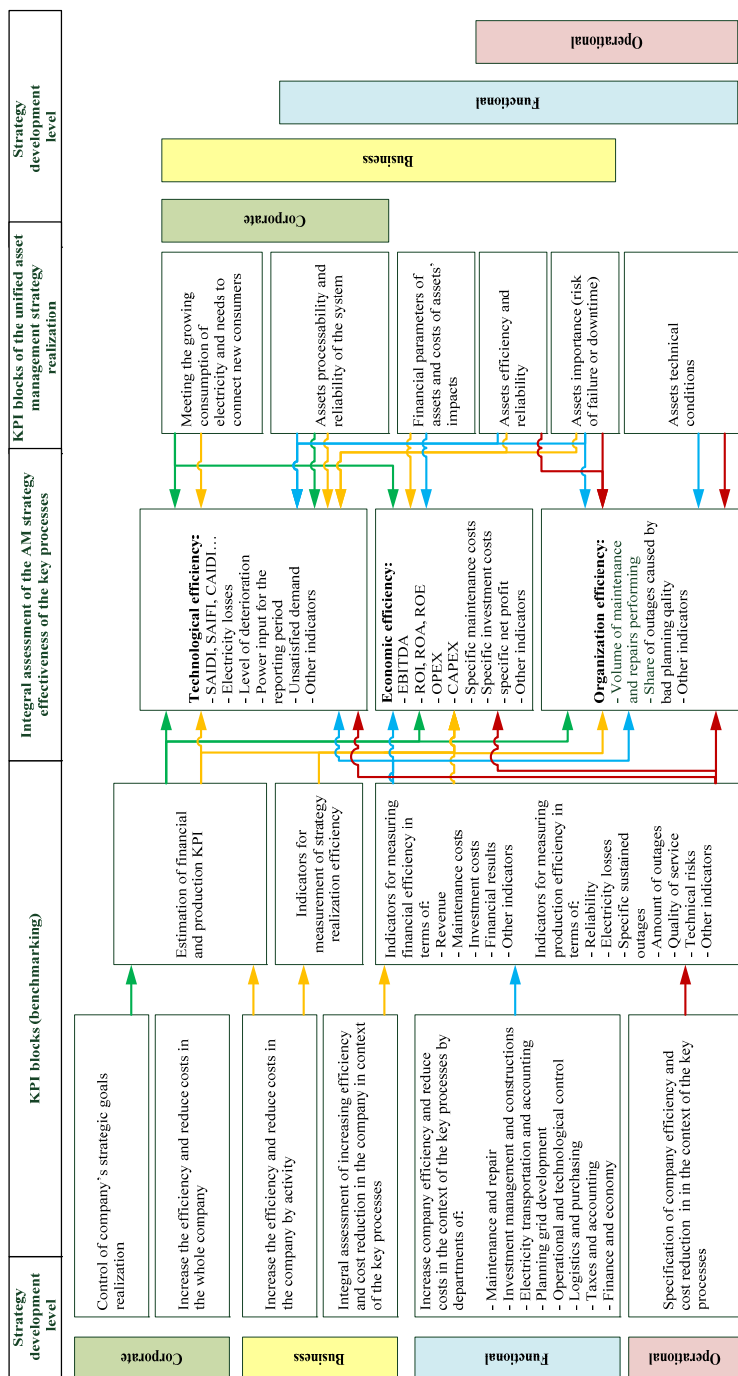 Strategy
development
level
KPI blocks (benchmarking)
Integral assessment of the AM strategy
effectiveness of the key processes
KPI blocks of the unified asset
management strategy
realization
Strategy
development
level
Corporate
Business
Functional
Operational
Control of company's strategic goals
realization
Increase the efficiency and reduce costs in
the whole company
Increase the efficiency and reduce costs in
the company by activity
Integral assessment of increasing efficiency
and cost reduction in the company in context
of the key processes
Increase company efficiency and reduce
costs in the context of the key processes by
departments of:
- Maintenance and repair
- Investment management and constructions
- Electricity transportation and accounting
- Planning grid development
- Operational and technological control
- Logistics and purchasing
- Taxes and accounting
- Finance and economy
Specification of company efficiency and
cost reduction in in the context of the key
processes
Estimation of financial
and production KPI
Indicators for
measurement of strategy
realization efficiency
Indicators for measuring
financial efficiency in
terms of:
- Revenue
- Maintenance costs
- Investment costs
- Financial results
- Other indicators
Indicators for measuring
production efficiency in
terms of:
- Reliability
- Electricity losses
- Specific sustained
outages
- Amount of outages
- Quality of service
- Technical risks
- Other indicators
Technological efficiency:
- SAIDI, SAIFI, CAIDI…
- Electricity losses
- Level of deterioration
- Power input for the
reporting period
- Unsatisfied demand
- Other indicators
Economic efficiency:
- EBITDA
- ROI, ROA, ROE
- OPEX
- CAPEX
- Specific maintenance costs
- Specific investment costs
- specific net profit
- Other indicators
Organization efficiency:
- Volume of maintenance
and repairs performing
- Share of outages caused by
bad planning qality
- Other indicators
Meeting the growing
consumption of
electricity and needs to
connect new consumers
Assets processability and
reliability of the system
Financial parameters of
assets and costs of assets'
impacts
Assets efficiency and
reliability
Assets importance (risk
of failure or downtime)
Assets technical
conditions
Corporate
Business
Functional
Operational